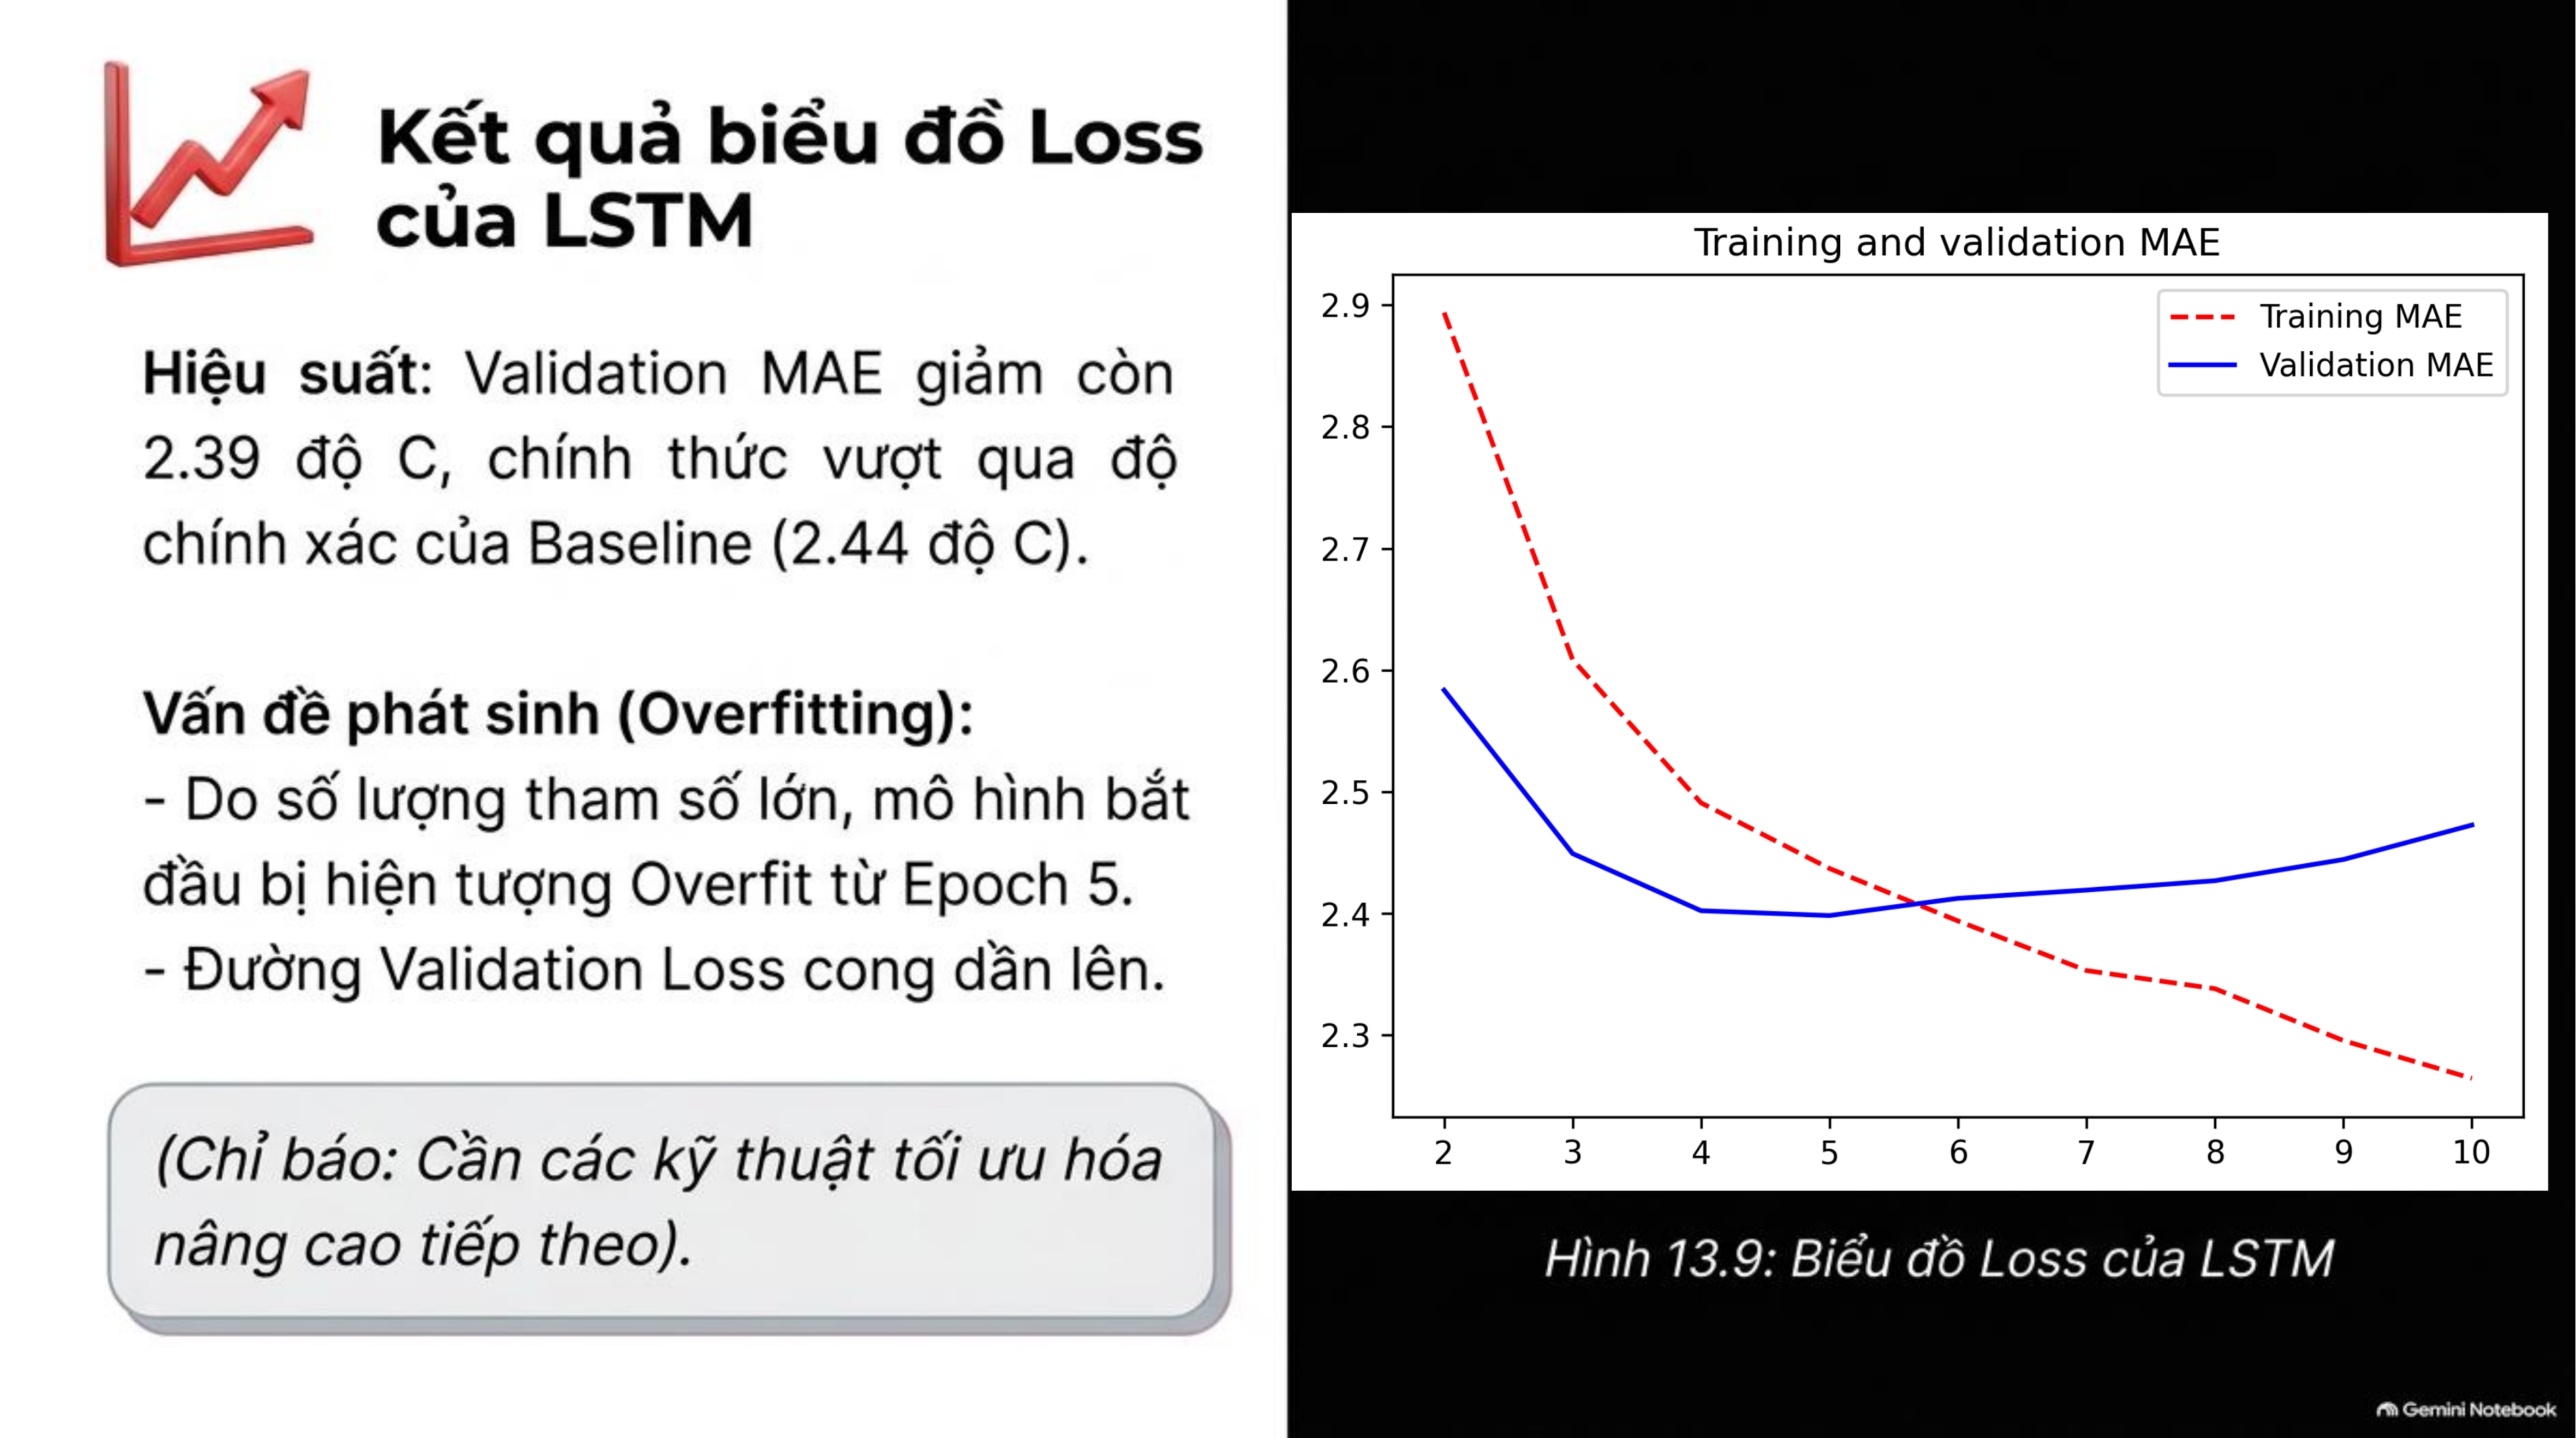 Kết quả biểu đồ Loss
của LSTM
Hiệu suất: Validation MAE giảm còn
2.39 độ C, chính thức vượt qua độ
chính xác của Baseline (2.44 độ C).
Vấn đề phát sinh (Overfitting):
- Do số lượng tham số lớn, mô hình bắt
đầu bị hiện tượng Overfit từ Epoch 5.
- Đường Validation Loss cong dần lên.
(Chỉ báo: Cần các kỹ thuật tối ưu hóa
nâng cao tiếp theo).
Training and validation MAE
Training MAE
Validation MAE
2.9
2.8
2.7
2.6
2.5
2.4
2.3
2 3 4 5 6 7 8 9 10
Hình 13.9: Biểu đồ Loss của LSTM
Gemini Notebook